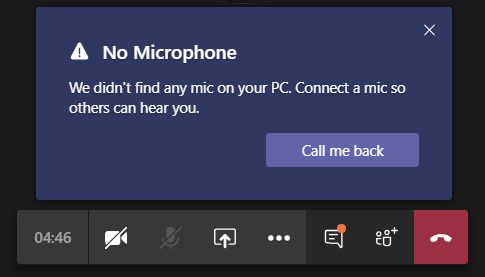 No Microphone
We didn't find any mic on your PC. Connect a mic so
others can hear you.
Call me back
04:46